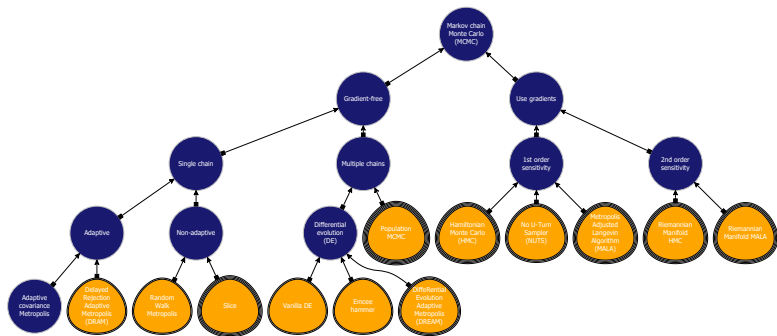 Markov chain
Monte Carlo
(MCMC)
Gradient-free
Use gradients
Single chain
Multiple chains
1st order
sensitivity
2nd order
sensitivity
Adaptive
Non-adaptive
Differential
evolution
(DE)
Population
MCMC
Hamiltonian
Monte Carlo
(HMC)
No U-Turn
Sampler
(NUTS)
Metropolis
Adjusted
Langevin
Algorithm
(MALA)
Riemannian
Manifold
HMC
Riemannian
Manifold MALA
Adaptive
covariance
Metropolis
Delayed
Rejection
Adaptive
Metropolis
(DRAM)
Random
Walk
Metropolis
Slice
Vanilla DE
Emcee
hammer
DiffeRential
Evolution
Adaptive
Metropolis
(DREAM)